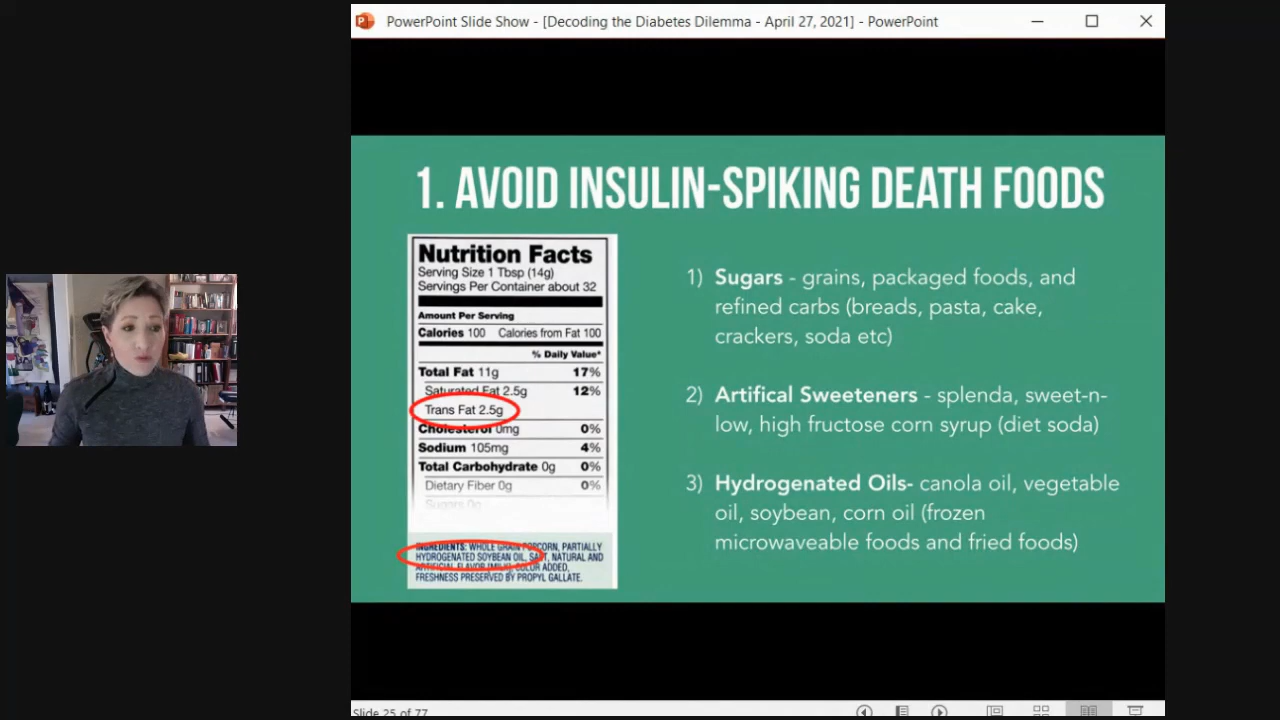 PowerPoint Slide Show - [Decoding the Diabetes Dilemma - April 27, 2021] - PowerPoint
1. AVOID INSULIN-SPIKING DEATH FOODS
Nutrition Facts
Serving Size 1 Tbsp (14g)
Servings Per Container about 32
Amount Per Serving
Calories 100 Calories from Fat 100
% Daily Value*
Total Fat 11g 17%
Saturated Fat 2.5g 12%
Trans Fat 2.5g
Cholesterol 0mg 0%
Sodium 105mg 4%
Total Carbohydrate 0g 0%
Dietary Fiber 0g 0%
Sugars 0g
INGREDIENTS: WHOLE GRAIN POPCORN, PARTIALLY
HYDROGENATED SOYBEAN OIL, SALT, NATURAL AND
ARTIFICIAL FLAVOR [MILK], COLOR ADDED,
FRESHNESS PRESERVED BY PROPYL GALLATE.
1) Sugars - grains, packaged foods, and
refined carbs (breads, pasta, cake,
crackers, soda etc)
2) Artifical Sweeteners - splenda, sweet-n-
low, high fructose corn syrup (diet soda)
3) Hydrogenated Oils- canola oil, vegetable
oil, soybean, corn oil (frozen
microwaveable foods and fried foods)
Slide 25 of 77